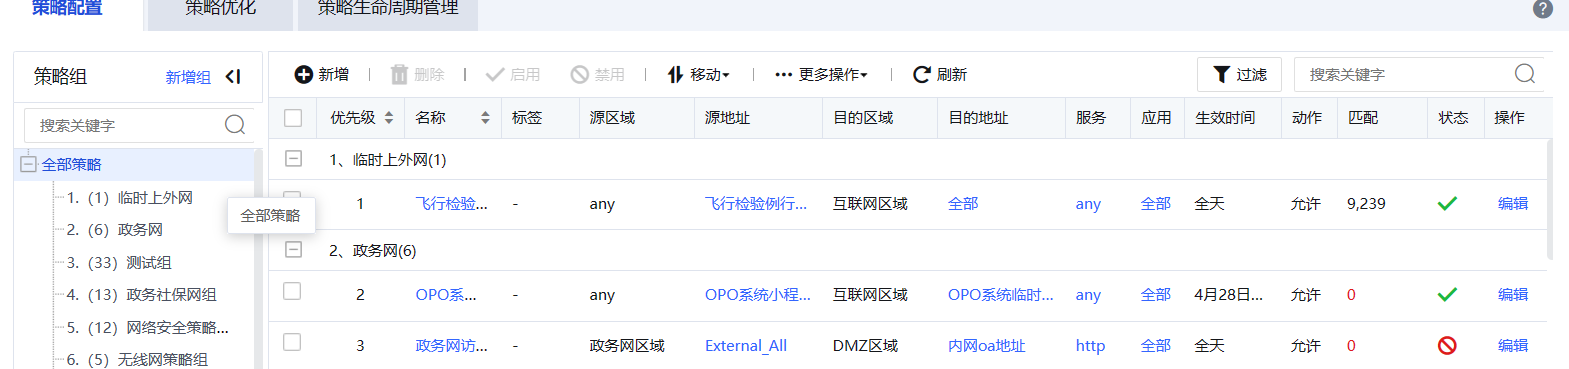 策略配置 策略优化 策略生命周期管理 ?
策略组 新增组
搜索关键字
全部策略
1. (1) 临时上外网
2. (6) 政务网
3. (33) 测试组
4. (13) 政务社保网组
5. (12) 网络安全策略...
6. (5) 无线网策略组
全部策略
新增 删除 启用 禁用 移动 更多操作 刷新 过滤 搜索关键字
优先级 名称 标签 源区域 源地址 目的区域 目的地址 服务 应用 生效时间 动作 匹配 状态 操作
1、临时上外网(1)
1 飞行检验... - any 飞行检验例行... 互联网区域 全部 any 全部 全天 允许 9,239 编辑
2、政务网(6)
2 OPO系... - any OPO系统小程... 互联网区域 OPO系统临时... any 全部 4月28日... 允许 0 编辑
3 政务网访... - 政务网区域 External_All DMZ区域 内网oa地址 http 全部 全天 允许 0 编辑